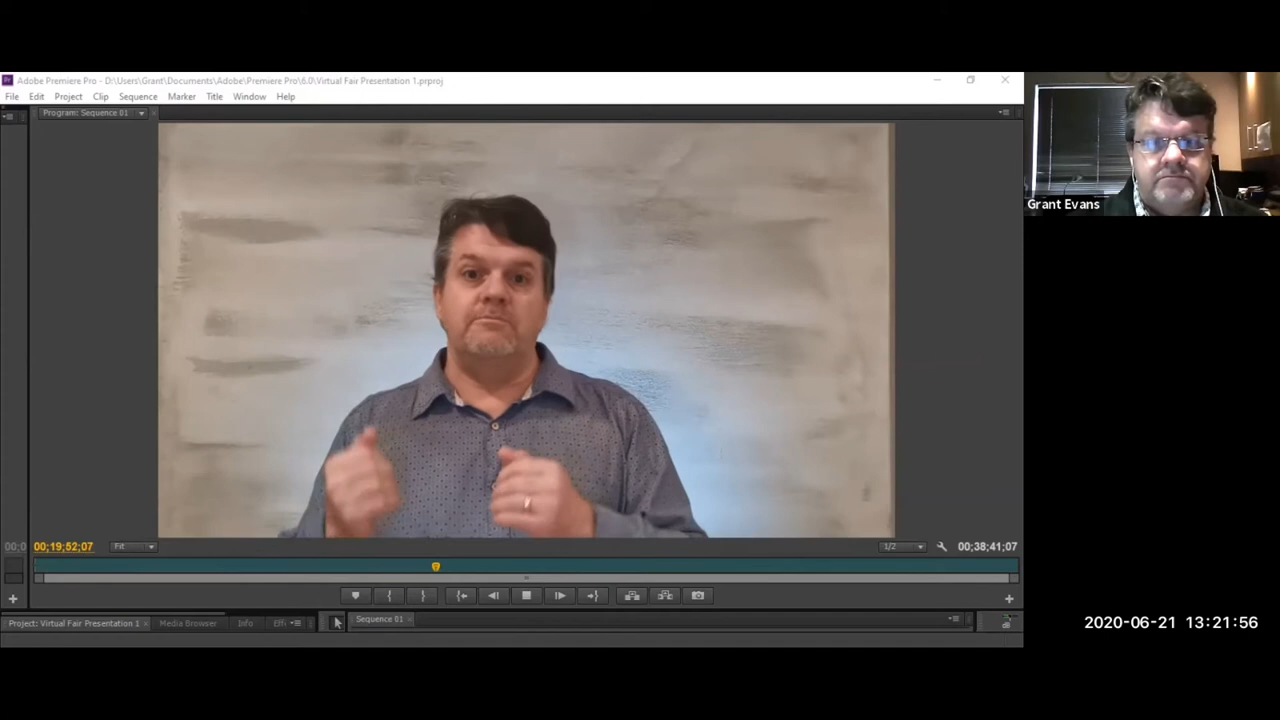 Adobe Premiere Pro - D:\Users\Grant\Documents\Adobe\Premiere Pro\6.0\Virtual Fair Presentation 1.prproj
File Edit Project Clip Sequence Marker Title Window Help
Program: Sequence 01
Grant Evans
00;0 00;19;52;07 Fit 1/2 00;38;41;07
Project: Virtual Fair Presentation 1 Media Browser Info Eff Sequence 01
2020-06-21 13:21:56